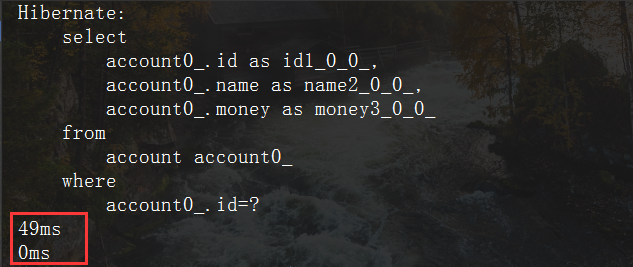 Hibernate:
    select
        account0_.id as id1_0_0_,
        account0_.name as name2_0_0_,
        account0_.money as money3_0_0_
    from
        account account0_
    where
        account0_.id=?
49ms
0ms